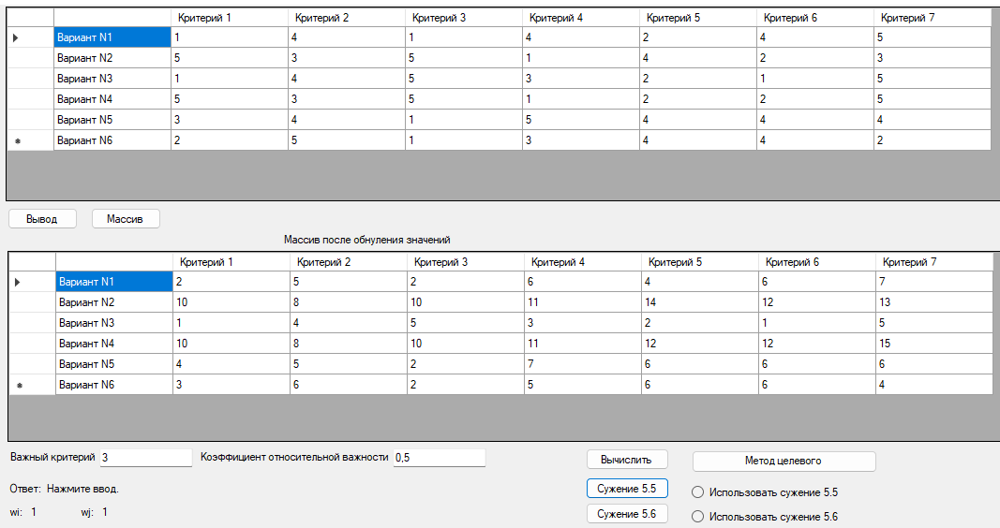 Критерий 1 Критерий 2 Критерий 3 Критерий 4 Критерий 5 Критерий 6 Критерий 7
Вариант N1 1 4 1 4 2 4 5
Вариант N2 5 3 5 1 4 2 3
Вариант N3 1 4 5 3 2 1 5
Вариант N4 5 3 5 1 2 2 5
Вариант N5 3 4 1 5 4 4 4
Вариант N6 2 5 1 3 4 4 2
Вывод Массив
Массив после обнуления значений
Критерий 1 Критерий 2 Критерий 3 Критерий 4 Критерий 5 Критерий 6 Критерий 7
Вариант N1 2 5 2 6 4 6 7
Вариант N2 10 8 10 11 14 12 13
Вариант N3 1 4 5 3 2 1 5
Вариант N4 10 8 10 11 12 12 15
Вариант N5 4 5 2 7 6 6 6
Вариант N6 3 6 2 5 6 6 4
Важный критерий 3 Коэффициент относительной важности 0,5 Вычислить Метод целевого
Ответ: Нажмите ввод. Сужение 5.5 Использовать сужение 5.5
wi: 1 wj: 1 Сужение 5.6 Использовать сужение 5.6